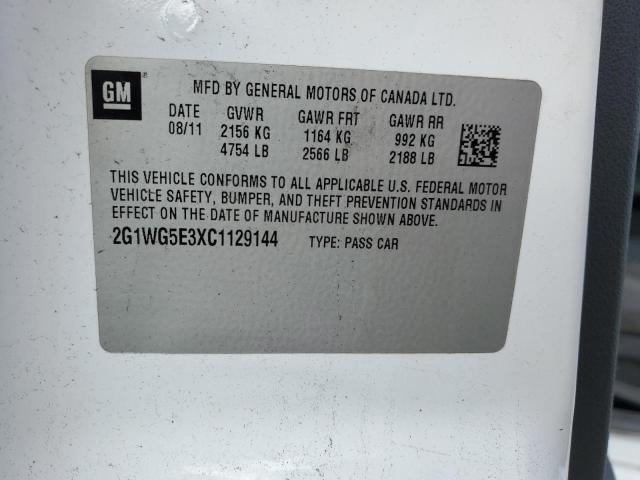 GM
MFD BY GENERAL MOTORS OF CANADA LTD.
DATE GVWR GAWR FRT GAWR RR
08/11 2156 KG 1164 KG 992 KG
4754 LB 2566 LB 2188 LB
THIS VEHICLE CONFORMS TO ALL APPLICABLE U.S. FEDERAL MOTOR
VEHICLE SAFETY, BUMPER, AND THEFT PREVENTION STANDARDS IN
EFFECT ON THE DATE OF MANUFACTURE SHOWN ABOVE.
2G1WG5E3XC1129144 TYPE: PASS CAR